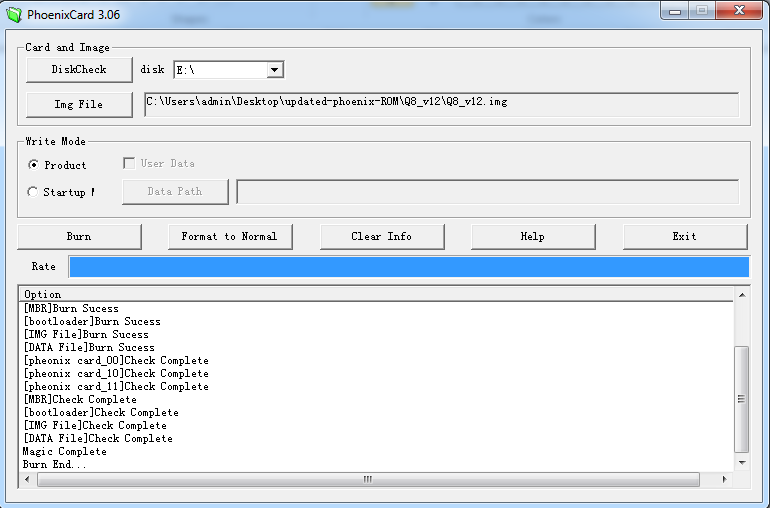 PhoenixCard 3.06
Card and Image
DiskCheck disk E:\
Img File C:\Users\admin\Desktop\updated-phoenix-ROM\Q8_v12\Q8_v12.img
Write Mode
Product User Data
Startup M Data Path
Burn Format to Normal Clear Info Help Exit
Rate
Option
[MBR]Burn Sucess
[bootloader]Burn Sucess
[IMG File]Burn Sucess
[DATA File]Burn Sucess
[pheonix card_00]Check Complete
[pheonix card_10]Check Complete
[pheonix card_11]Check Complete
[MBR]Check Complete
[bootloader]Check Complete
[IMG File]Check Complete
[DATA File]Check Complete
Magic Complete
Burn End...